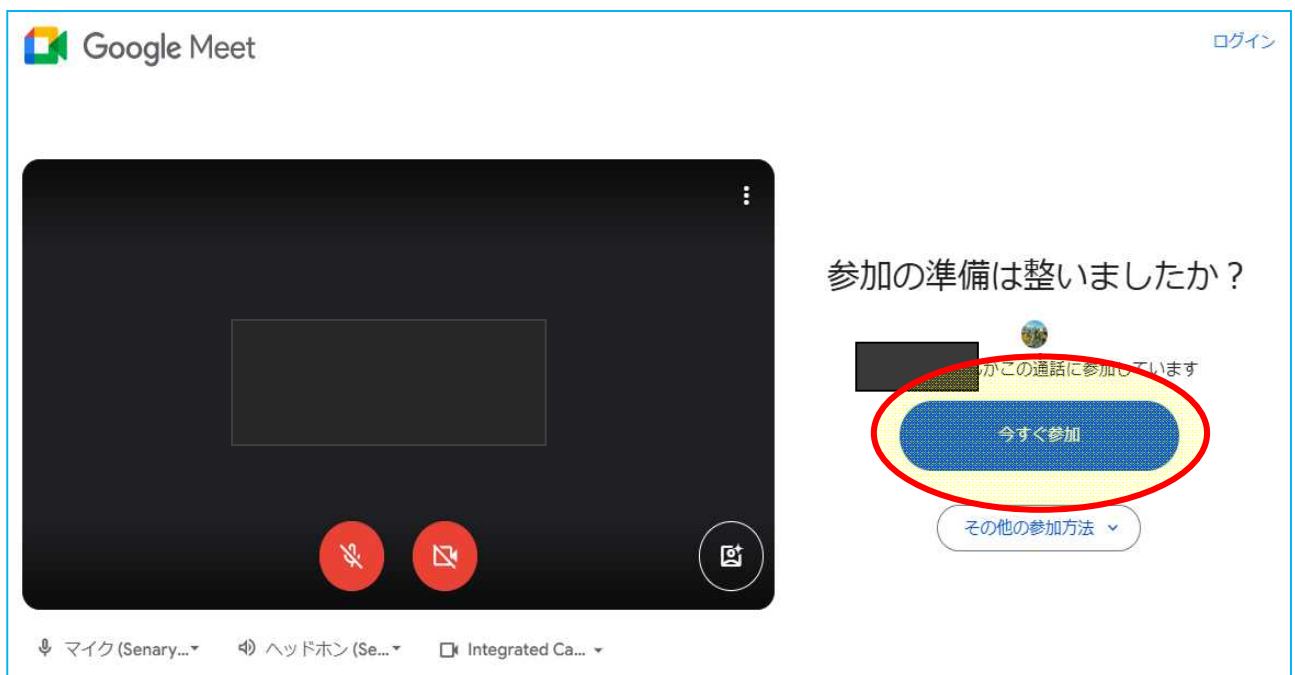 Google Meet
ログイン
参加の準備は整いましたか？
がこの通話に参加しています
今すぐ参加
その他の参加方法
マイク (Senary...
ヘッドホン (Se...
Integrated Ca...